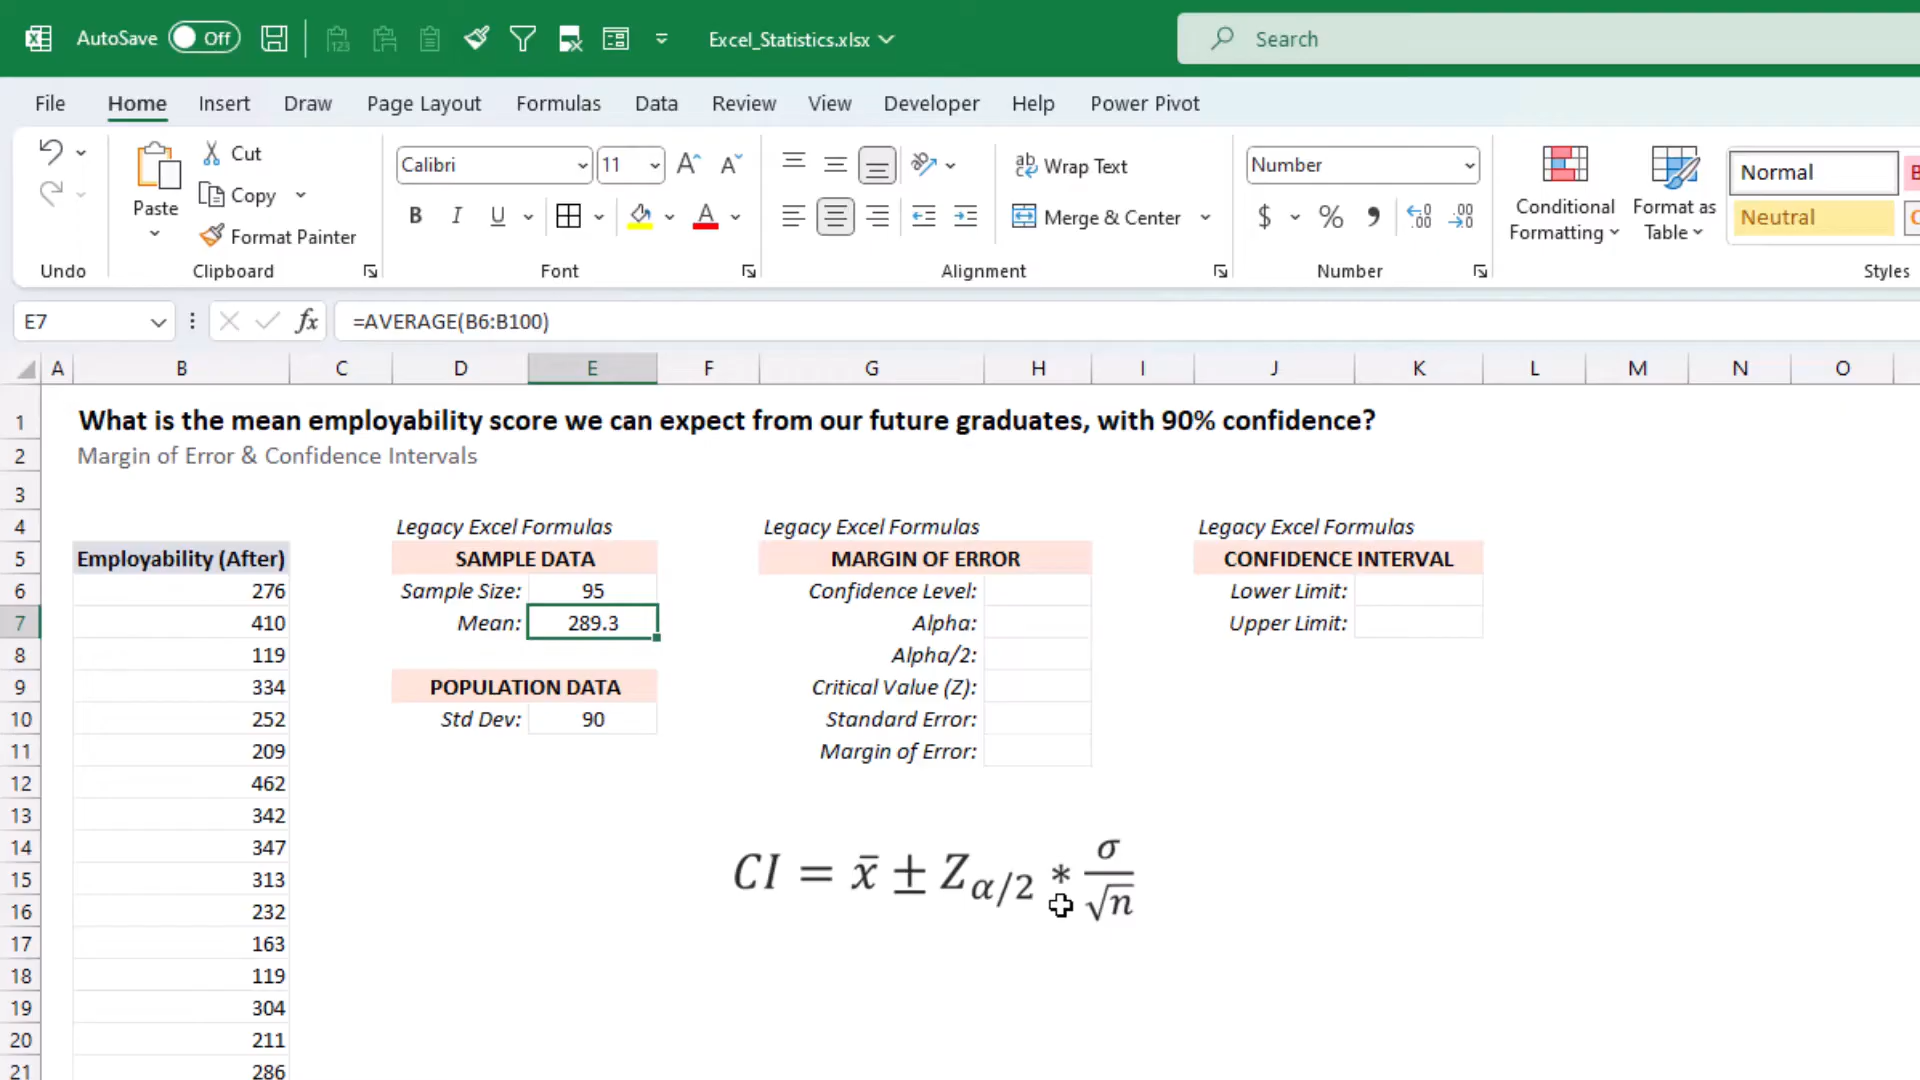 AutoSave Off Excel_Statistics.xlsx Search
File Home Insert Draw Page Layout Formulas Data Review View Developer Help Power Pivot
Paste Cut Copy Format Painter
Calibri 11 Wrap Text Merge & Center
Number
Conditional Formatting Format as Table Normal Neutral
Undo Clipboard Font Alignment Number Styles
E7 fx =AVERAGE(B6:B100)
A B C D E F G H I J K L M N O
1 What is the mean employability score we can expect from our future graduates, with 90% confidence?
2 Margin of Error & Confidence Intervals
3
4 Legacy Excel Formulas Legacy Excel Formulas Legacy Excel Formulas
5 Employability (After) SAMPLE DATA MARGIN OF ERROR CONFIDENCE INTERVAL
6 276 Sample Size: 95 Confidence Level: Lower Limit:
7 410 Mean: 289.3 Alpha: Upper Limit:
8 119 Alpha/2:
9 334 POPULATION DATA Critical Value (Z):
10 252 Std Dev: 90 Standard Error:
11 209 Margin of Error:
12 462
13 342
14 347
15 313
CI = x̄ ± Zα/2 * σ/√n
16 232
17 163
18 119
19 304
20 211
21 286